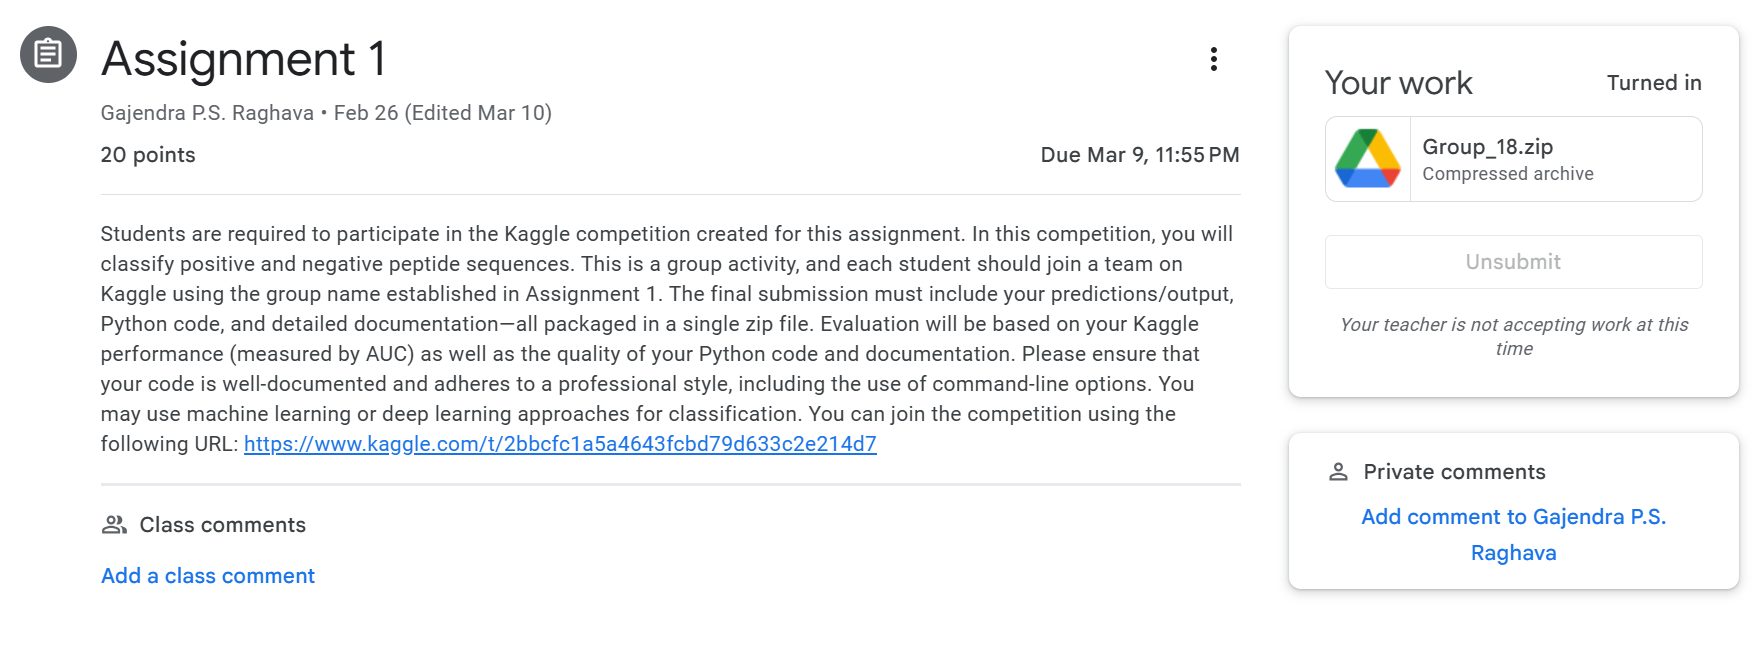 Assignment 1
Gajendra P.S. Raghava • Feb 26 (Edited Mar 10)
20 points
Due Mar 9, 11:55 PM
Students are required to participate in the Kaggle competition created for this assignment. In this competition, you will
classify positive and negative peptide sequences. This is a group activity, and each student should join a team on
Kaggle using the group name established in Assignment 1. The final submission must include your predictions/output,
Python code, and detailed documentation—all packaged in a single zip file. Evaluation will be based on your Kaggle
performance (measured by AUC) as well as the quality of your Python code and documentation. Please ensure that
your code is well-documented and adheres to a professional style, including the use of command-line options. You
may use machine learning or deep learning approaches for classification. You can join the competition using the
following URL: https://www.kaggle.com/t/2bbcfc1a5a4643fcbd79d633c2e214d7
Class comments
Add a class comment
Your work
Turned in
Group_18.zip
Compressed archive
Unsubmit
Your teacher is not accepting work at this
time
Private comments
Add comment to Gajendra P.S.
Raghava